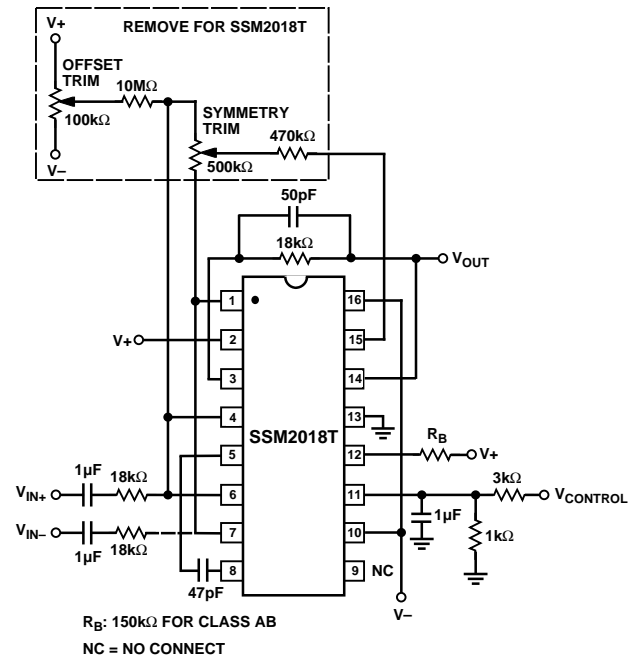 V+
REMOVE FOR SSM2018T
OFFSET
TRIM
10MΩ
100kΩ
SYMMETRY
TRIM
470kΩ
500kΩ
V–
50pF
18kΩ
VOUT
1
16
V+
2
15
3
14
4
13
SSM2018T
5
12
RB
V+
1µF
18kΩ
3kΩ
VIN+
6
11
VCONTROL
VIN–
7
10
1µF
1kΩ
1µF
18kΩ
8
9
NC
47pF
V–
RB: 150kΩ FOR CLASS AB
NC = NO CONNECT